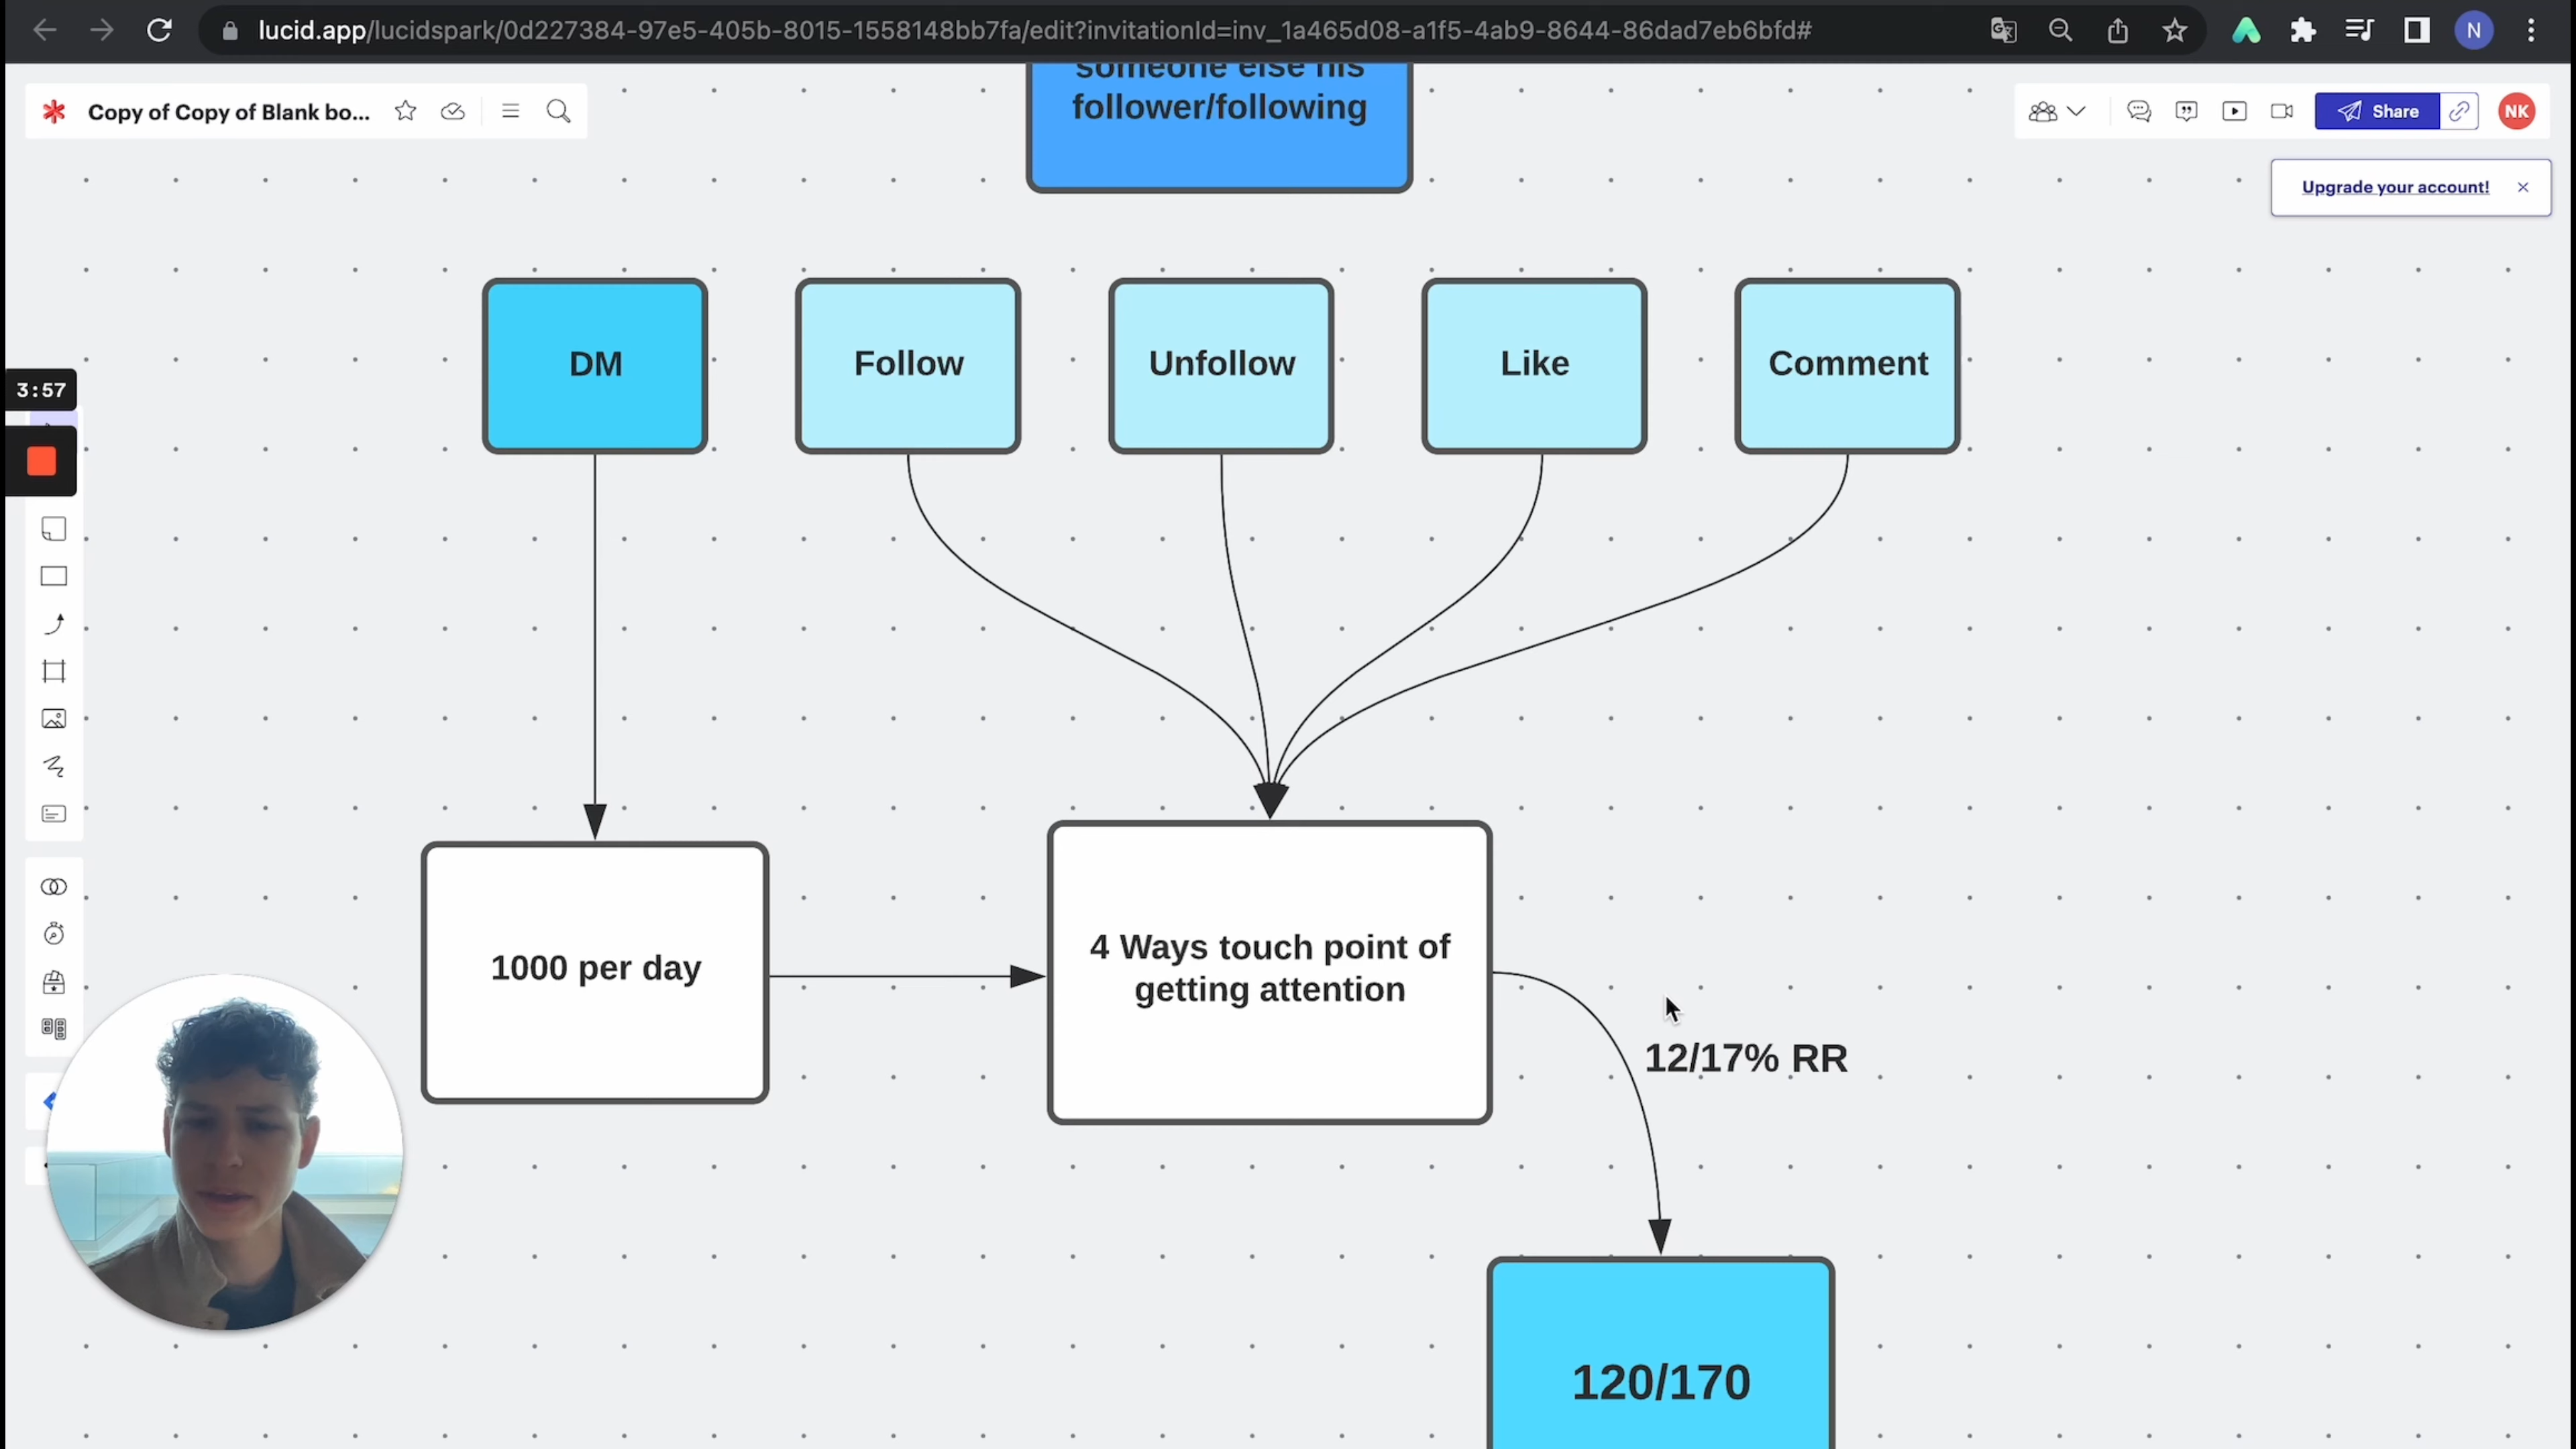 lucid.app/lucidspark/0d227384-97e5-405b-8015-1558148bb7fa/edit?invitationId=inv_1a465d08-a1f5-4ab9-8644-86dad7eb6bfd#
N
someone else his
follower/following
Copy of Copy of Blank bo...
Share
NK
Upgrade your account!
DM
Follow
Unfollow
Like
Comment
3:57
1000 per day
4 Ways touch point of
getting attention
12/17% RR
120/170